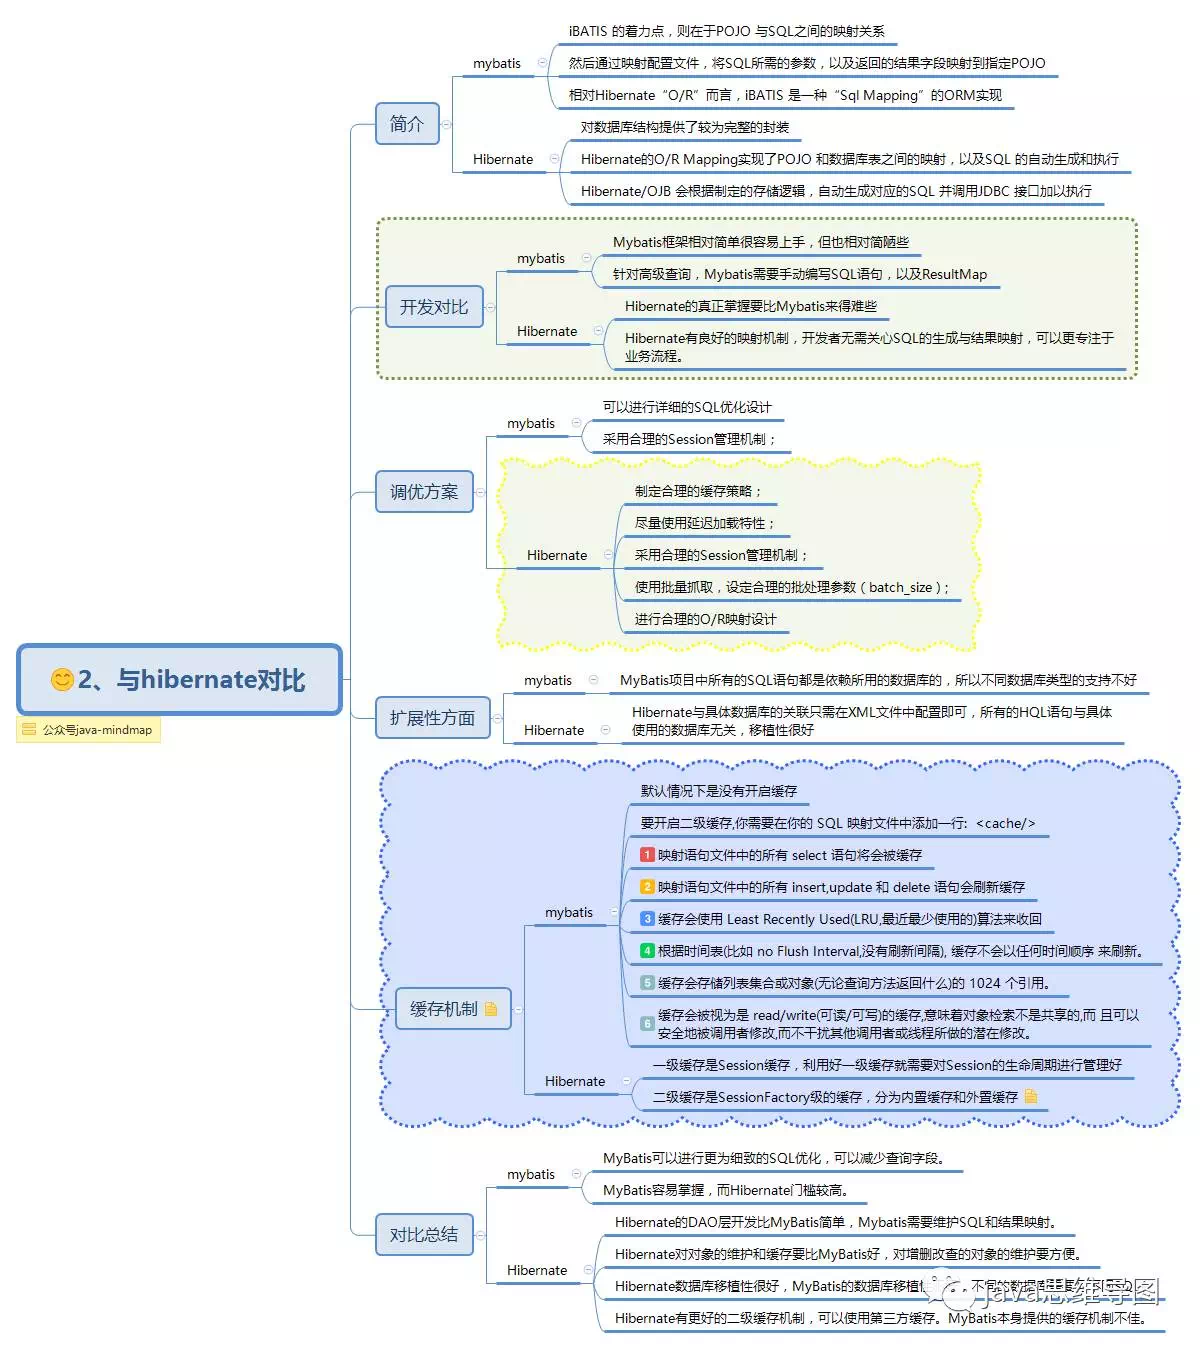 iBATIS 的着力点，则在于POJO 与SQL之间的映射关系
mybatis
然后通过映射配置文件，将SQL所需的参数，以及返回的结果字段映射到指定POJO
相对Hibernate“O/R”而言，iBATIS 是一种“Sql Mapping”的ORM实现
简介
对数据库结构提供了较为完整的封装
Hibernate
Hibernate的O/R Mapping实现了POJO 和数据库表之间的映射，以及SQL 的自动生成和执行
Hibernate/OJB 会根据制定的存储逻辑，自动生成对应的SQL 并调用JDBC 接口加以执行
Mybatis框架相对简单很容易上手，但也相对简陋些
mybatis
针对高级查询，Mybatis需要手动编写SQL语句，以及ResultMap
开发对比
Hibernate的真正掌握要比Mybatis来得难些
Hibernate
Hibernate有良好的映射机制，开发者无需关心SQL的生成与结果映射，可以更专注于
业务流程。
可以进行详细的SQL优化设计
mybatis
采用合理的Session管理机制；
调优方案
制定合理的缓存策略；
尽量使用延迟加载特性；
Hibernate
采用合理的Session管理机制；
使用批量抓取，设定合理的批处理参数（batch_size）；
进行合理的O/R映射设计
2、与hibernate对比
公众号java-mindmap
mybatis
MyBatis项目中所有的SQL语句都是依赖所用的数据库的，所以不同数据库类型的支持不好
扩展性方面
Hibernate
Hibernate与具体数据库的关联只需在XML文件中配置即可，所有的HQL语句与具体
使用的数据库无关，移植性很好
默认情况下是没有开启缓存
要开启二级缓存,你需要在你的 SQL 映射文件中添加一行: <cache/>
1 映射语句文件中的所有 select 语句将会被缓存
2 映射语句文件中的所有 insert,update 和 delete 语句会刷新缓存
mybatis
3 缓存会使用 Least Recently Used(LRU,最近最少使用的)算法来收回
4 根据时间表(比如 no Flush Interval,没有刷新间隔), 缓存不会以任何时间顺序 来刷新。
5 缓存会存储列表集合或对象(无论查询方法返回什么)的 1024 个引用。
6 缓存会被视为是 read/write(可读/可写)的缓存,意味着对象检索不是共享的,而 且可以
安全地被调用者修改,而不干扰其他调用者或线程所做的潜在修改。
缓存机制
一级缓存是Session缓存，利用好一级缓存就需要对Session的生命周期进行管理好
Hibernate
二级缓存是SessionFactory级的缓存，分为内置缓存和外置缓存
MyBatis可以进行更为细致的SQL优化，可以减少查询字段。
mybatis
MyBatis容易掌握，而Hibernate门槛较高。
对比总结
Hibernate的DAO层开发比MyBatis简单，Mybatis需要维护SQL和结果映射。
Hibernate对对象的维护和缓存要比MyBatis好，对增删改查的对象的维护要方便。
Hibernate
Hibernate数据库移植性很好，MyBatis的数据库移植性
Hibernate有更好的二级缓存机制，可以使用第三方缓存。MyBatis本身提供的缓存机制不佳。
java思维导图